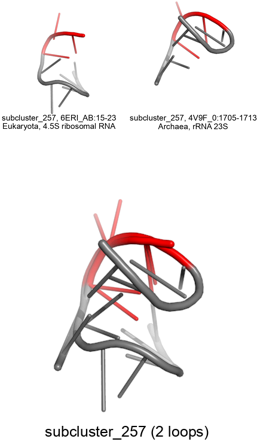 subcluster_257, 6ERI_AB:15-23
Eukaryota, 4.5S ribosomal RNA
subcluster_257, 4V9F_0:1705-1713
Archaea, rRNA 23S
subcluster_257 (2 loops)